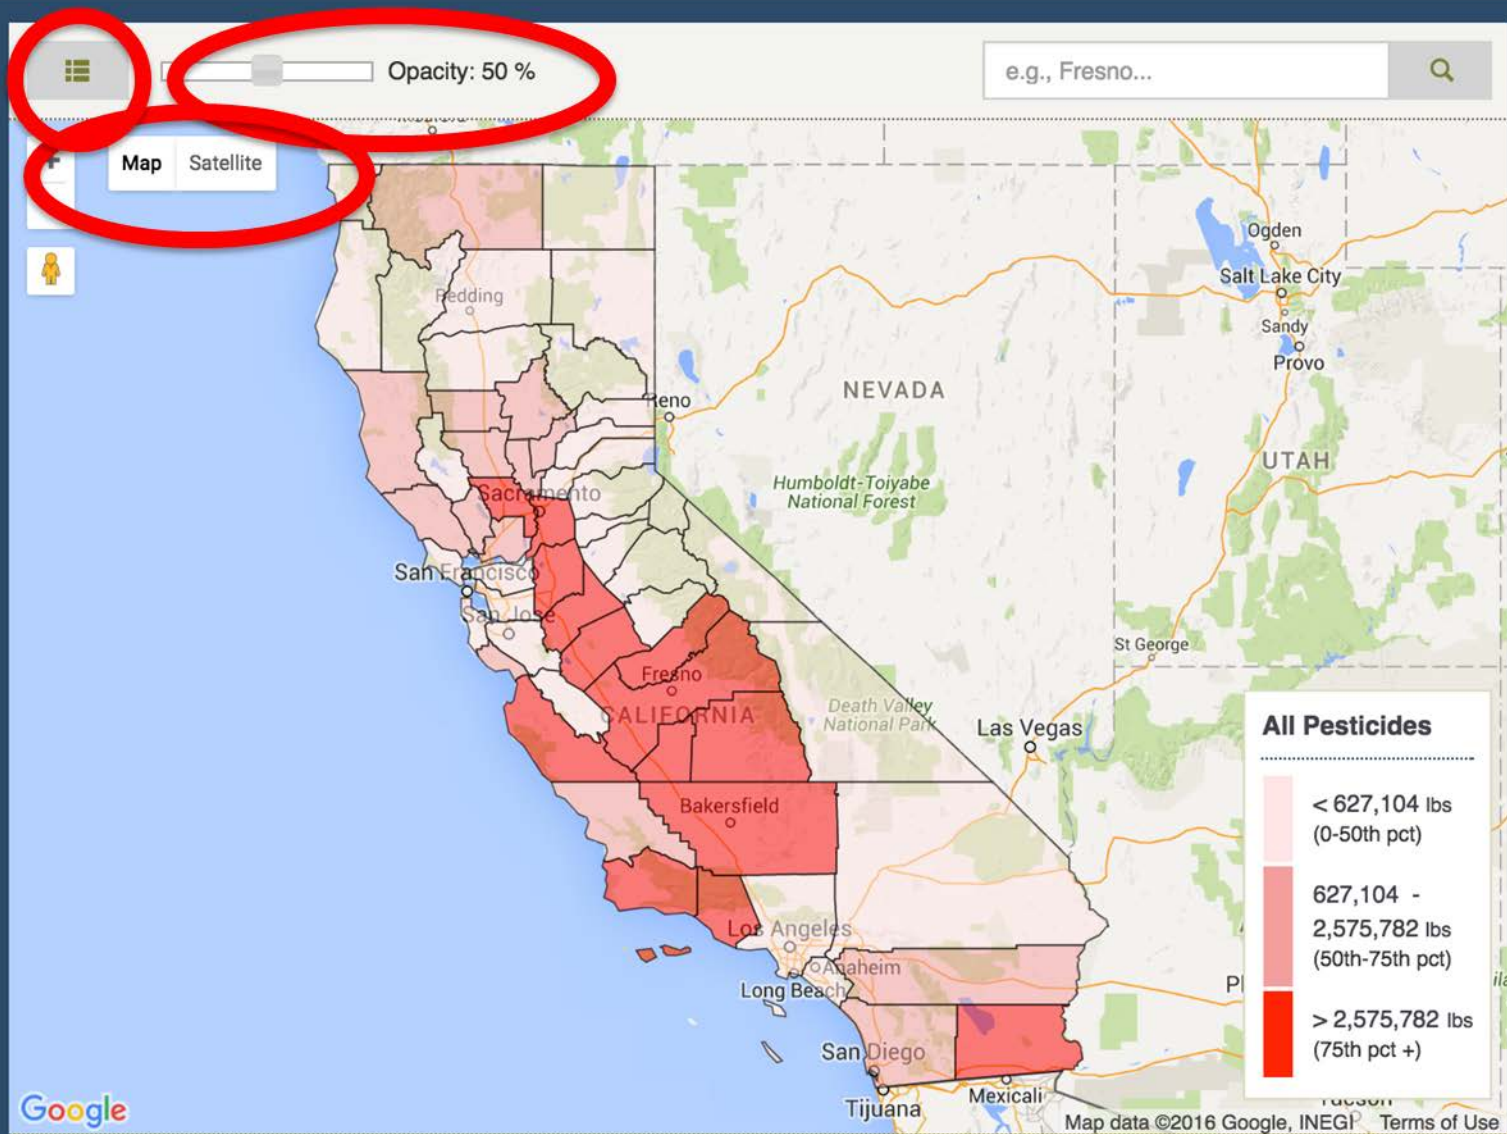 Opacity: 50 %
e.g., Fresno...
Map Satellite
Ogden
Salt Lake City
Sandy
Provo
Redding
NEVADA
Reno
UTAH
Humboldt-Toiyabe
National Forest
Sacramento
San Francisco
San Jose
St George
Fresno
CALIFORNIA
Death Valley
National Park
Las Vegas
Bakersfield
All Pesticides
< 627,104 lbs
(0-50th pct)
627,104 -
2,575,782 lbs
(50th-75th pct)
> 2,575,782 lbs
(75th pct +)
Los Angeles
Anaheim
Long Beach
San Diego
Tijuana
Mexicali
Google
Map data ©2016 Google, INEGI Terms of Use